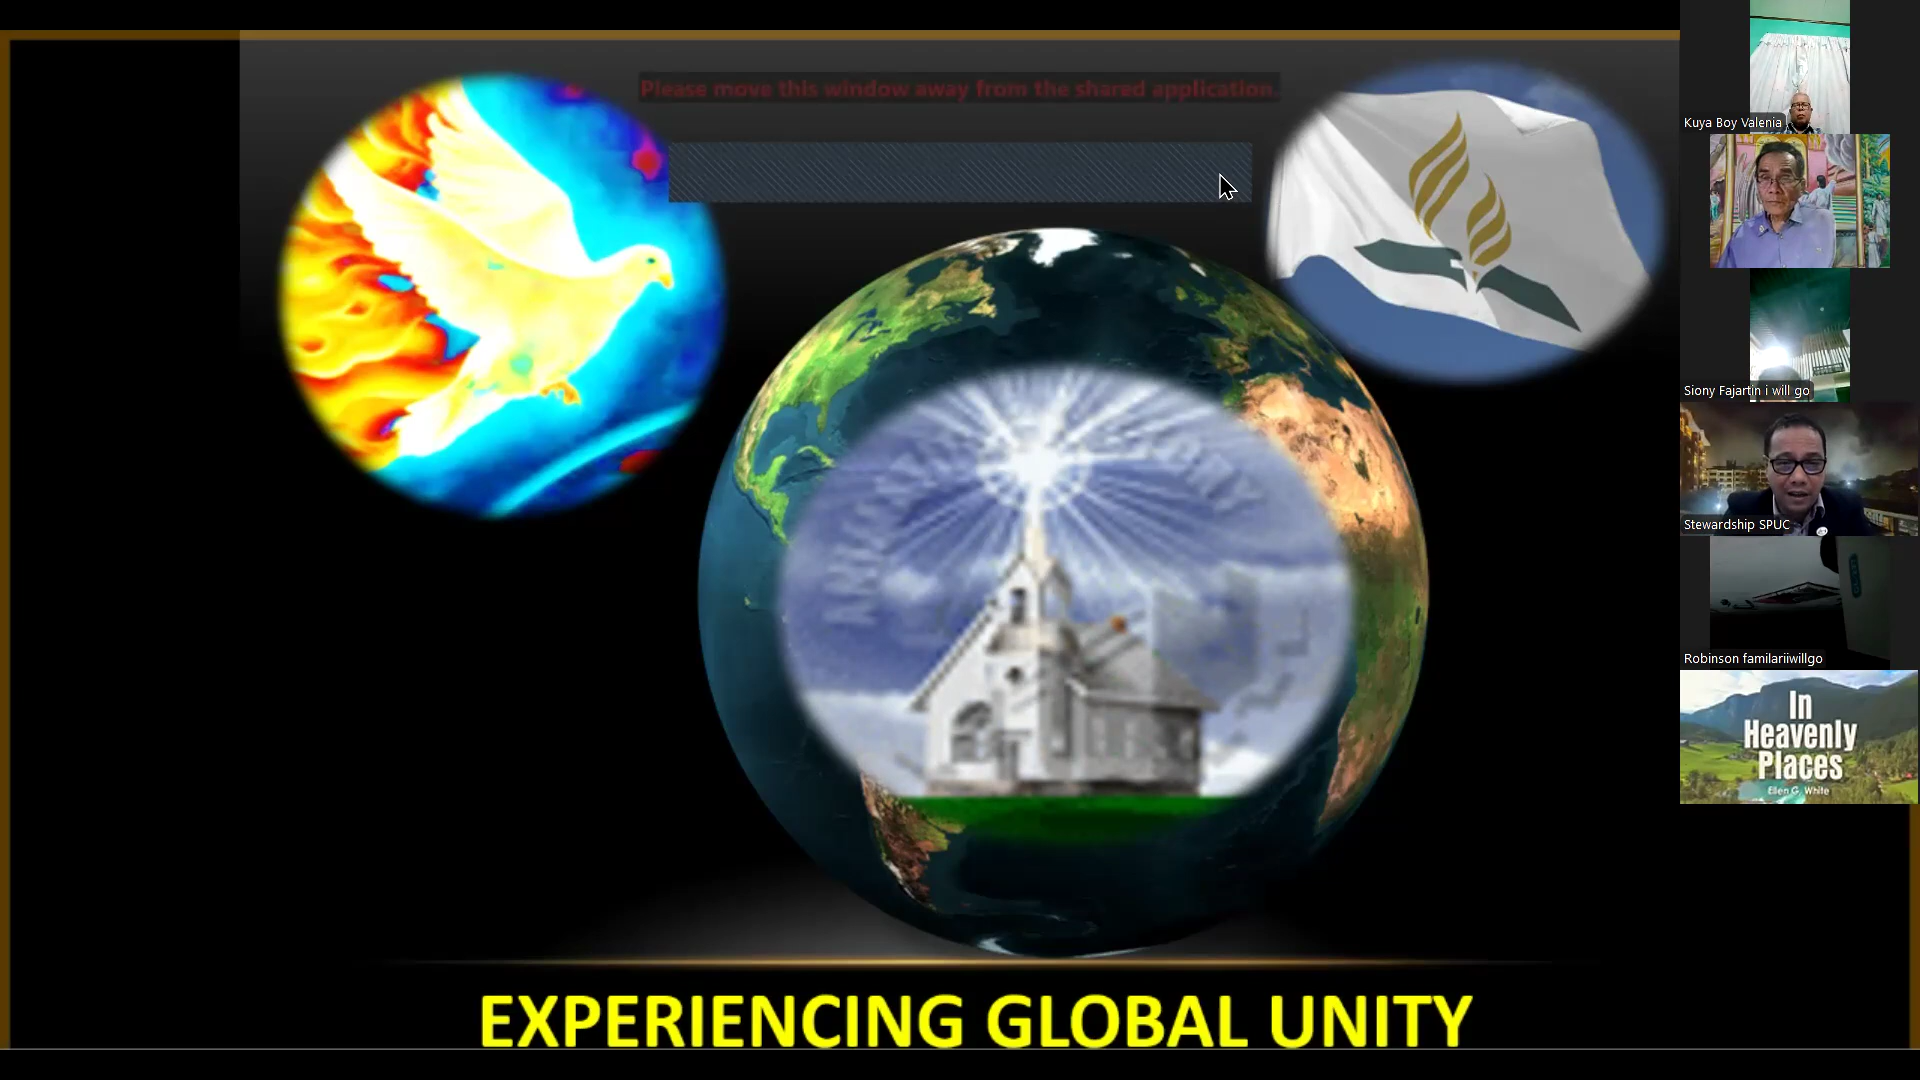 Please move this window away from the shared application.
EXPERIENCING GLOBAL UNITY
Kuya Boy Valenia
Siony Fajartin i will go
Stewardship SPUC
Robinson familariiwillgo
In
Heavenly
Places
Ellen G. White